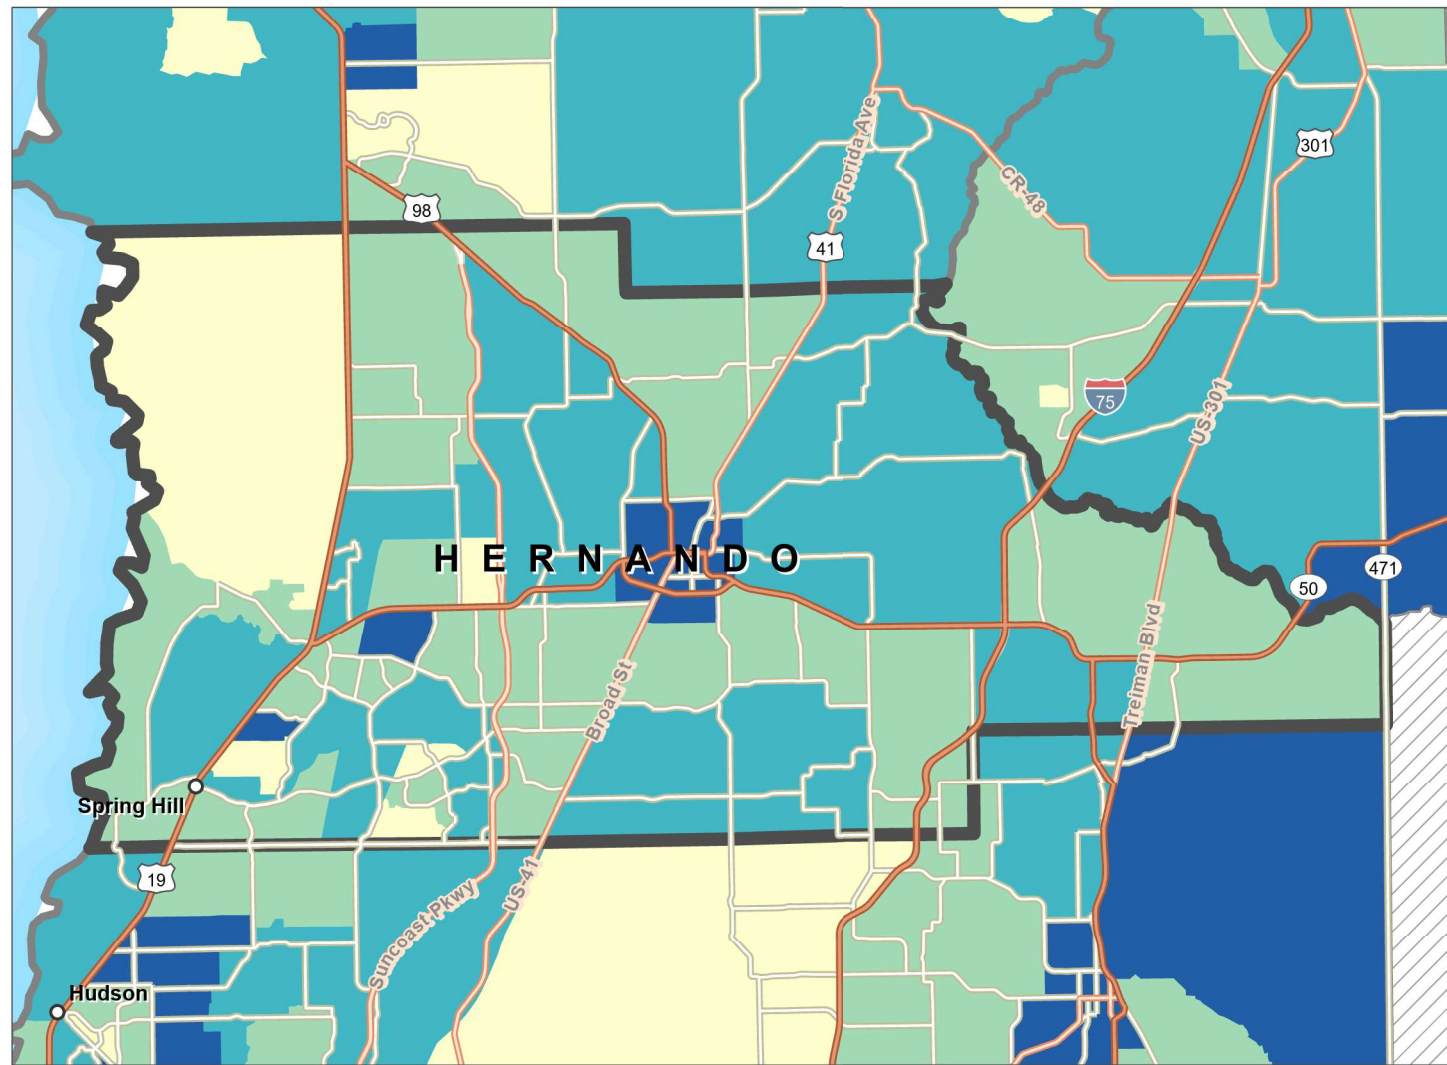 301
S Florida Ave
CR-48
98
41
75
US-301
HERNANDO
471
50
Treiman Blvd
Broad St
Spring Hill
19
US-41
Suncoast Pkwy
Hudson